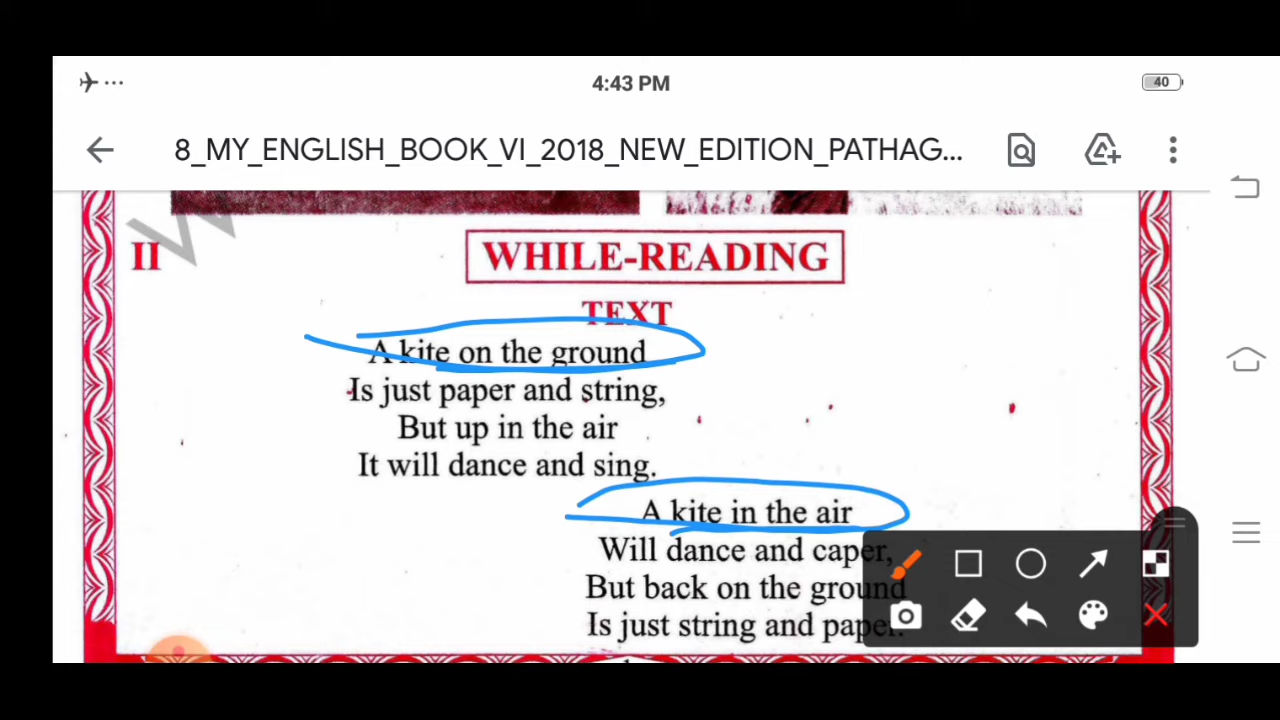 4:43 PM
40
8_MY_ENGLISH_BOOK_VI_2018_NEW_EDITION_PATHAG...
W
II
WHILE-READING
TEXT
A kite on the ground
Is just paper and string,
But up in the air
It will dance and sing.
A kite in the air
Will dance and caper,
But back on the ground
Is just string and paper.